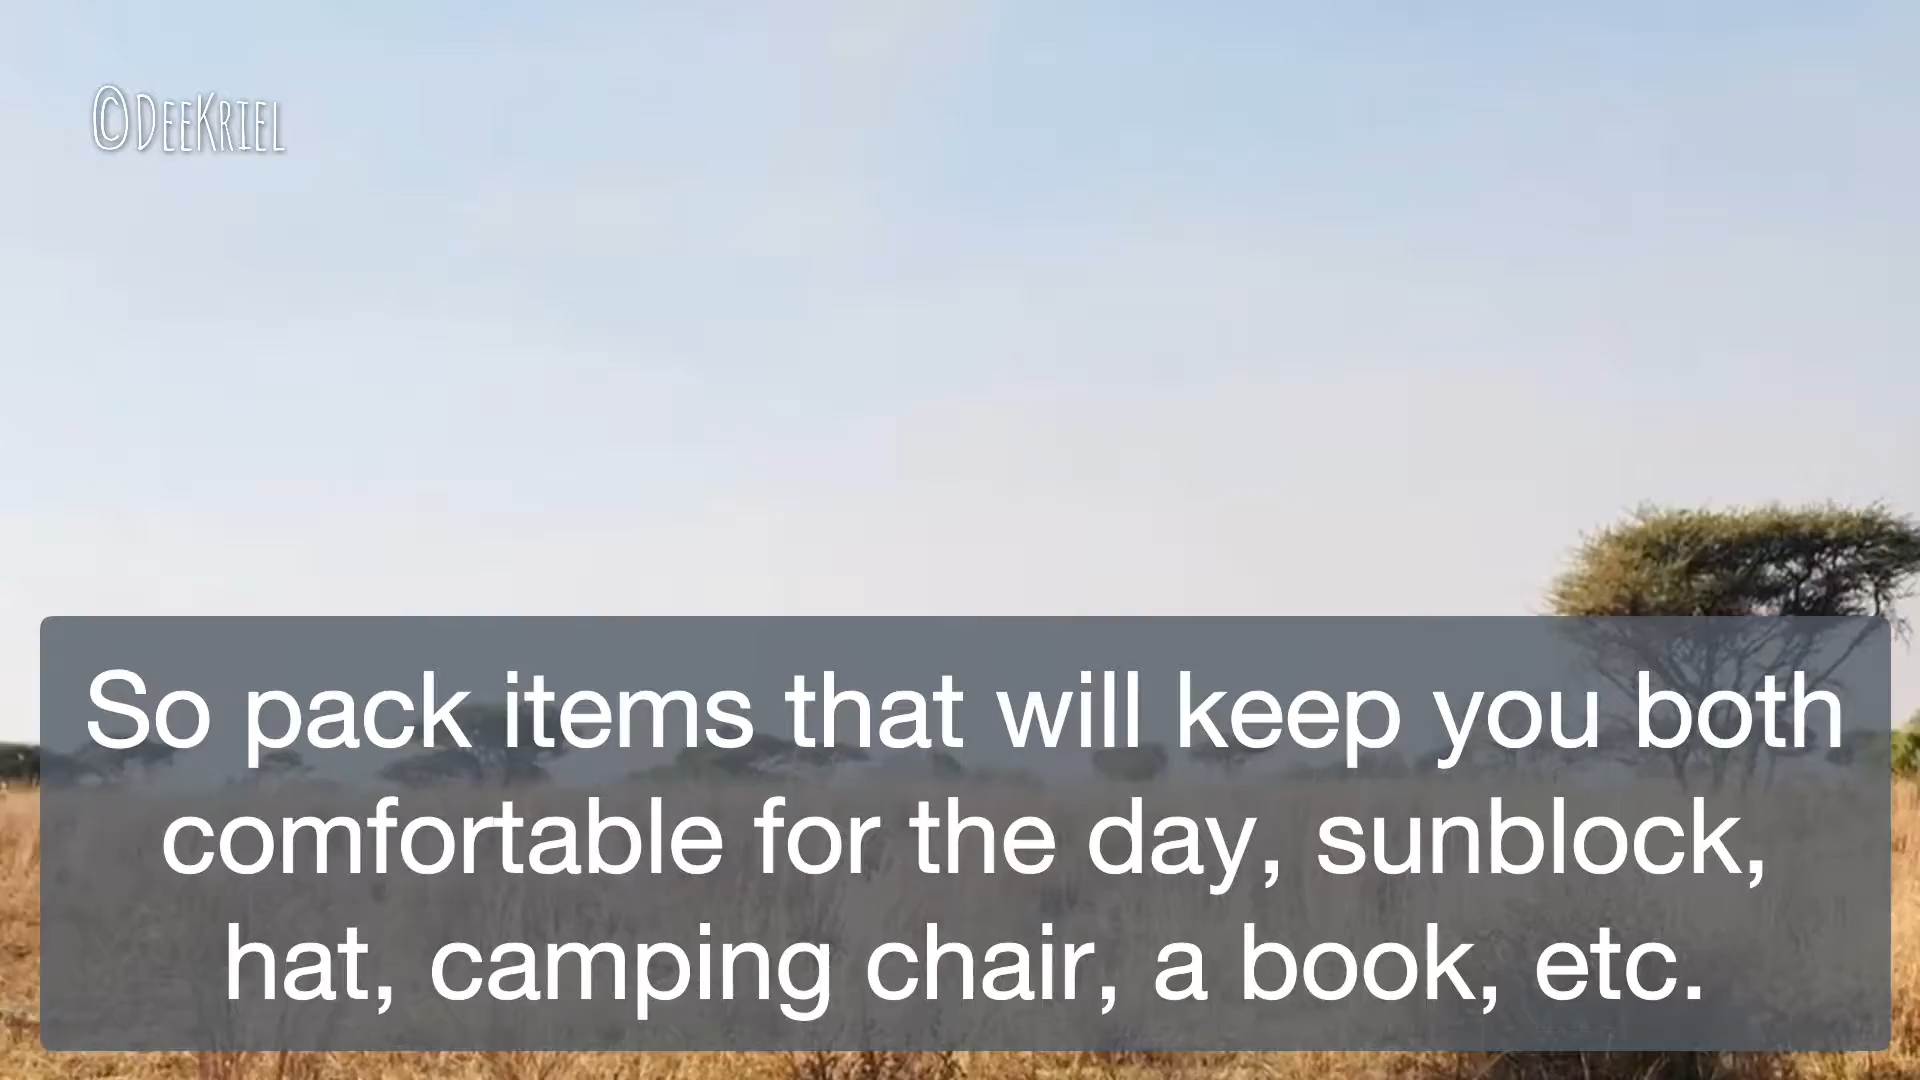 ©DeeKriel
So pack items that will keep you both
comfortable for the day, sunblock,
hat, camping chair, a book, etc.